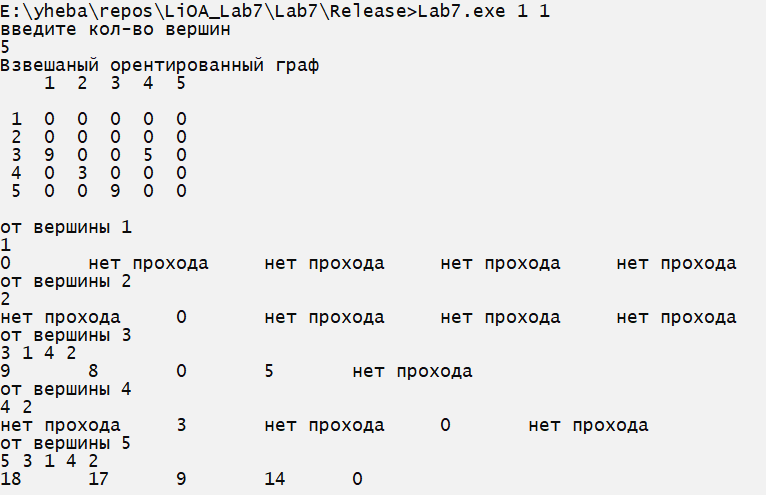 E:\yheba\repos\LiOA_Lab7\Lab7\Release>Lab7.exe 1 1
введите кол-во вершин
5
Взвешаный орентированный граф
1 2 3 4 5
1 0 0 0 0 0
2 0 0 0 0 0
3 9 0 0 5 0
4 0 3 0 0 0
5 0 0 9 0 0
от вершины 1
1
0 нет прохода нет прохода нет прохода нет прохода
от вершины 2
2
нет прохода 0 нет прохода нет прохода нет прохода
от вершины 3
3 1 4 2
9 8 0 5 нет прохода
от вершины 4
4 2
нет прохода 3 нет прохода 0 нет прохода
от вершины 5
5 3 1 4 2
18 17 9 14 0